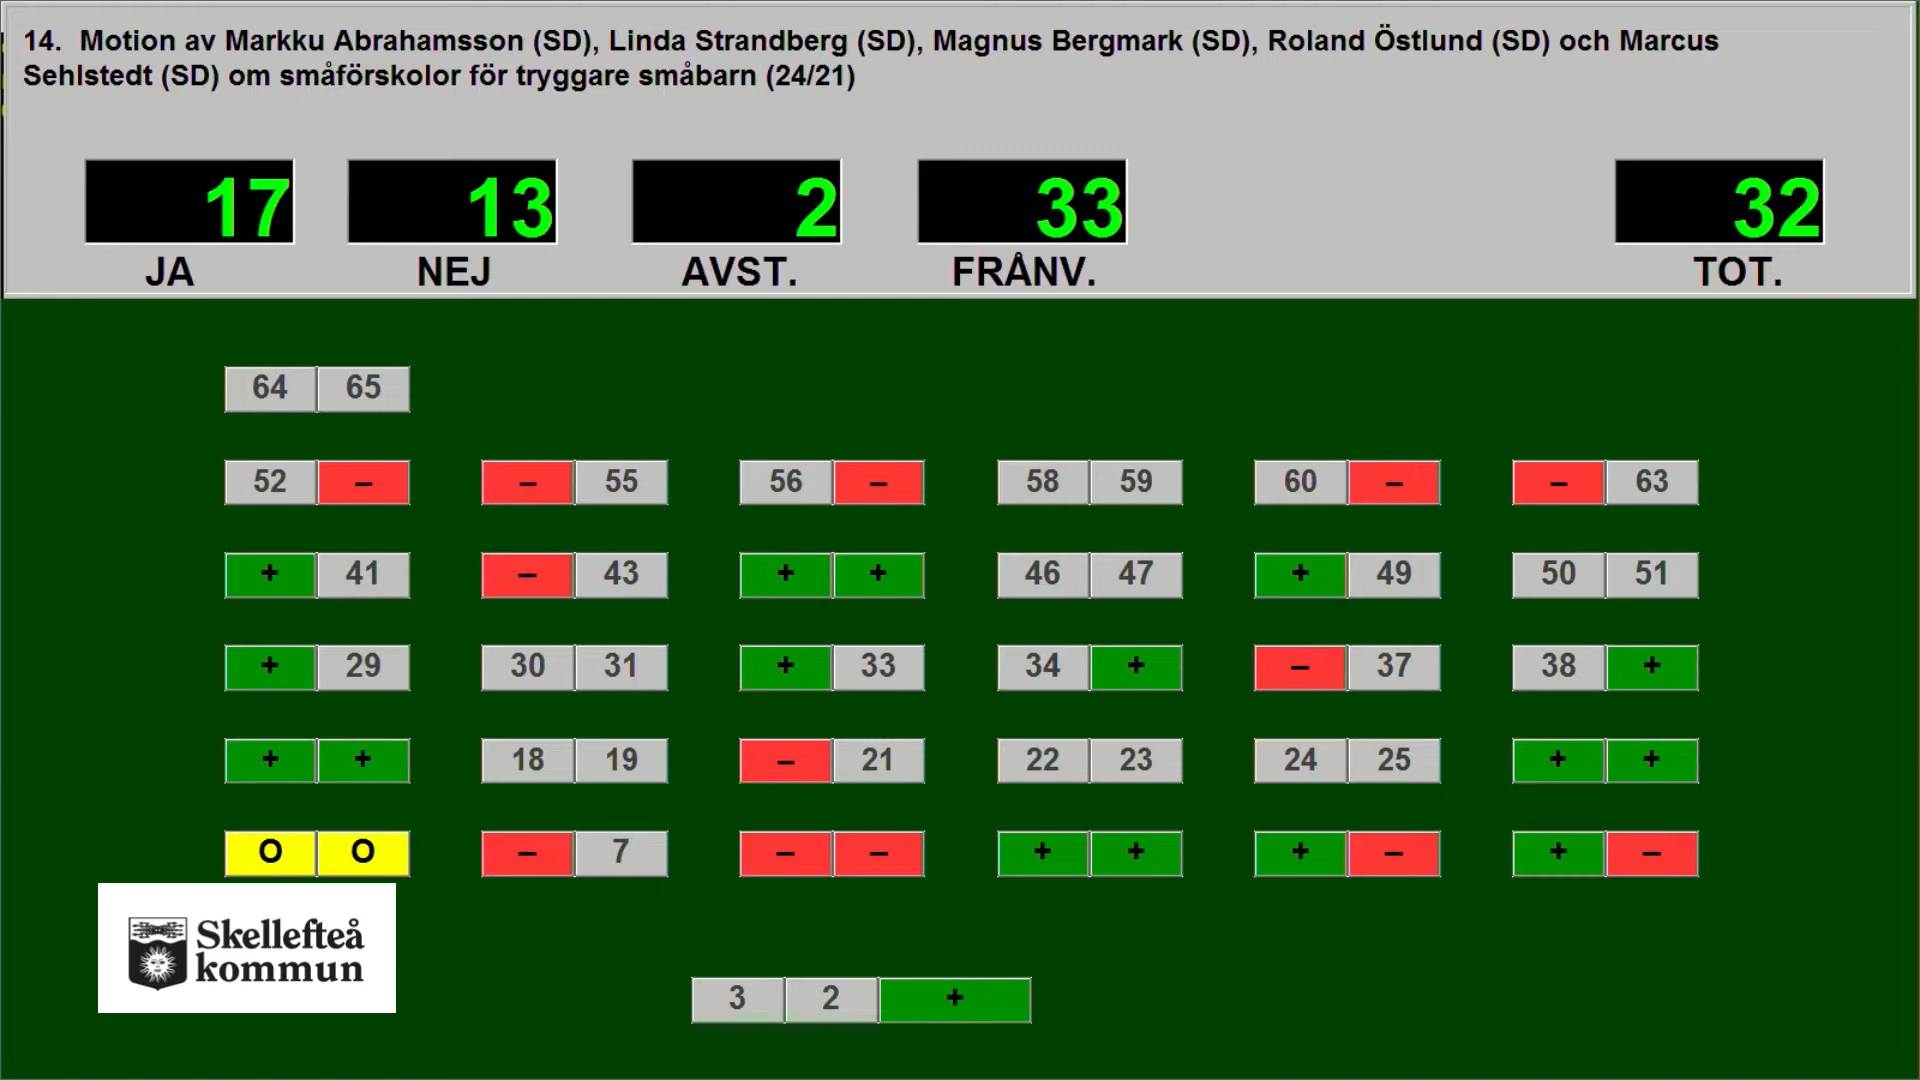 14. Motion av Markku Abrahamsson (SD), Linda Strandberg (SD), Magnus Bergmark (SD), Roland Östlund (SD) och Marcus
Sehlstedt (SD) om småförskolor för tryggare småbarn (24/21)
17 13 2 33 32
JA NEJ AVST. FRÅNV. TOT.
64 65
52 – – 55 56 – 58 59 60 – – 63
+ 41 – 43 + + 46 47 + 49 50 51
+ 29 30 31 + 33 34 + – 37 38 +
+ + 18 19 – 21 22 23 24 25 + +
O O – 7 – – + + + – + –
Skellefteå
kommun
3 2 +